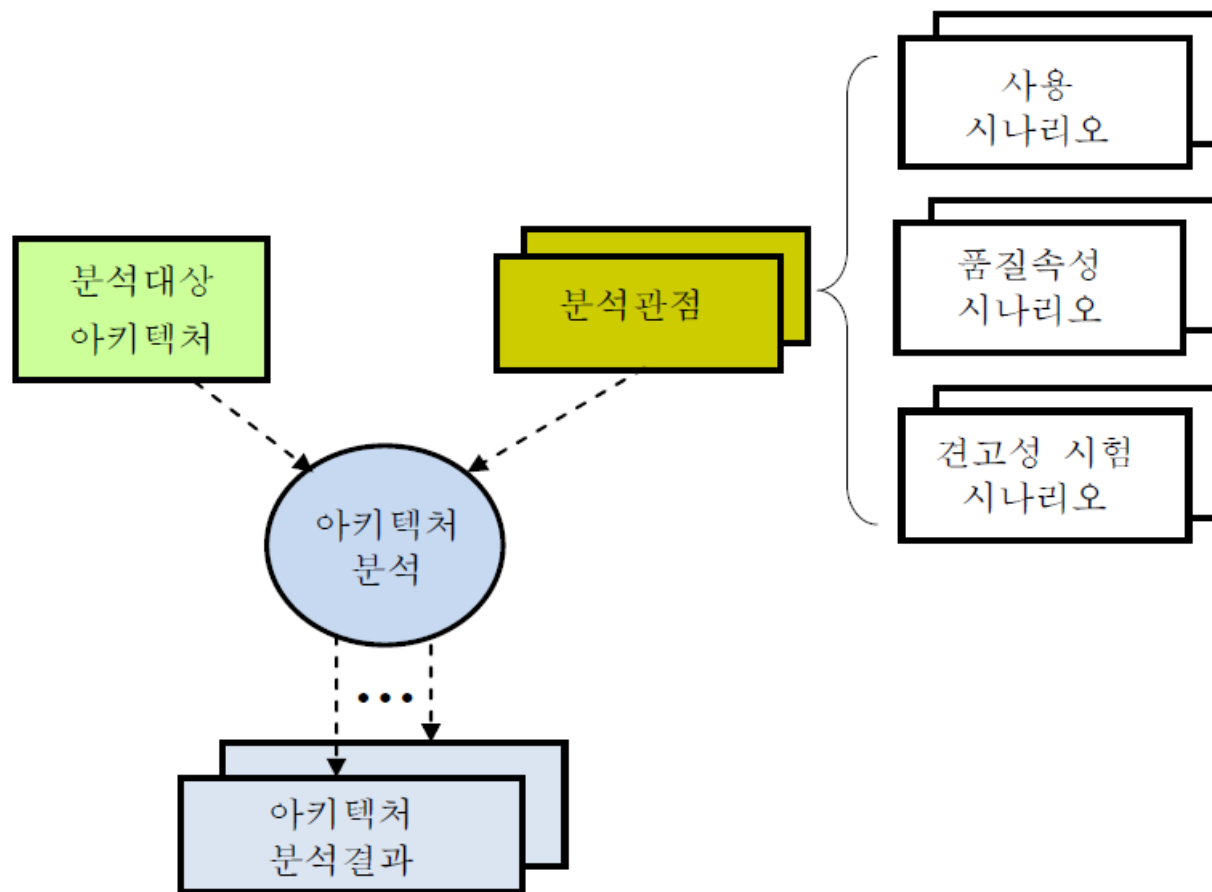 사용
시나리오
품질속성
시나리오
견고성 시험
시나리오
분석대상
아키텍처
분석관점
아키텍처
분석
...
아키텍처
분석결과